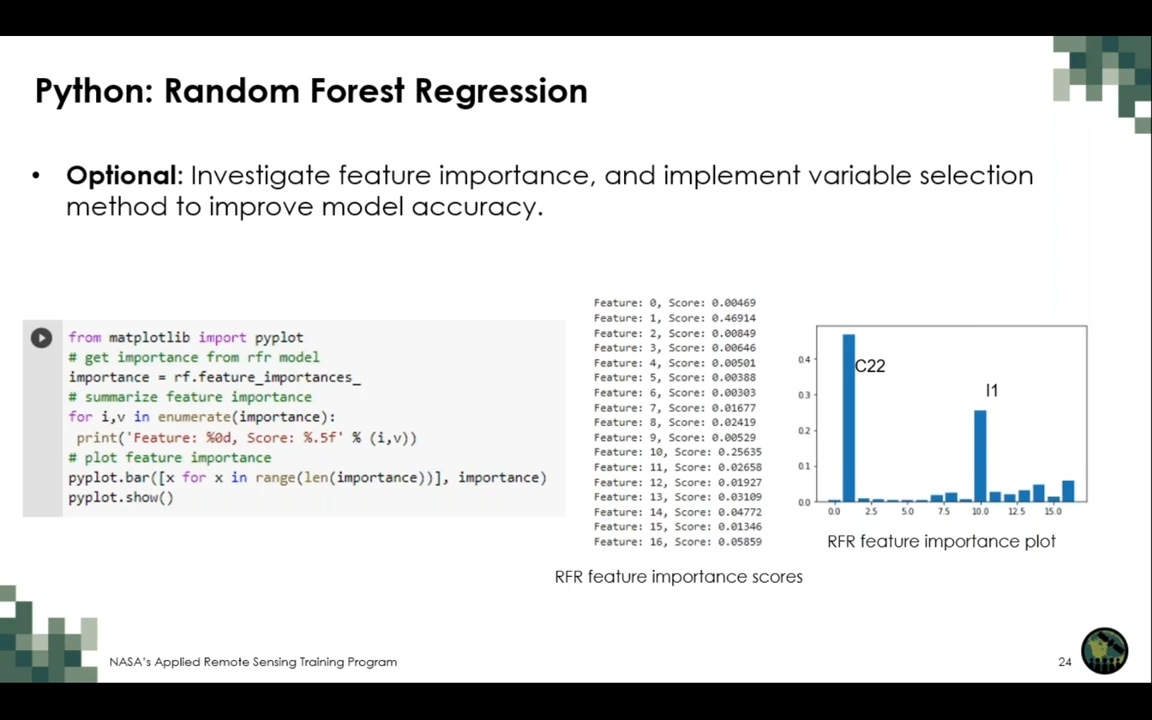 Python: Random Forest Regression
• Optional: Investigate feature importance, and implement variable selection
method to improve model accuracy.
from matplotlib import pyplot
# get importance from rfr model
importance = rf.feature_importances_
# summarize feature importance
for i,v in enumerate(importance):
 print('Feature: %0d, Score: %.5f' % (i,v))
# plot feature importance
pyplot.bar([x for x in range(len(importance))], importance)
pyplot.show()
Feature: 0, Score: 0.00469
Feature: 1, Score: 0.46914
Feature: 2, Score: 0.00849
Feature: 3, Score: 0.00646
Feature: 4, Score: 0.00501
Feature: 5, Score: 0.00388
Feature: 6, Score: 0.00303
Feature: 7, Score: 0.01677
Feature: 8, Score: 0.02419
Feature: 9, Score: 0.00529
Feature: 10, Score: 0.25635
Feature: 11, Score: 0.02658
Feature: 12, Score: 0.01927
Feature: 13, Score: 0.03109
Feature: 14, Score: 0.04772
Feature: 15, Score: 0.01346
Feature: 16, Score: 0.05859
RFR feature importance scores
0.4
0.3
0.2
0.1
0.0
C22
I1
0.0 2.5 5.0 7.5 10.0 12.5 15.0
RFR feature importance plot
NASA's Applied Remote Sensing Training Program
24